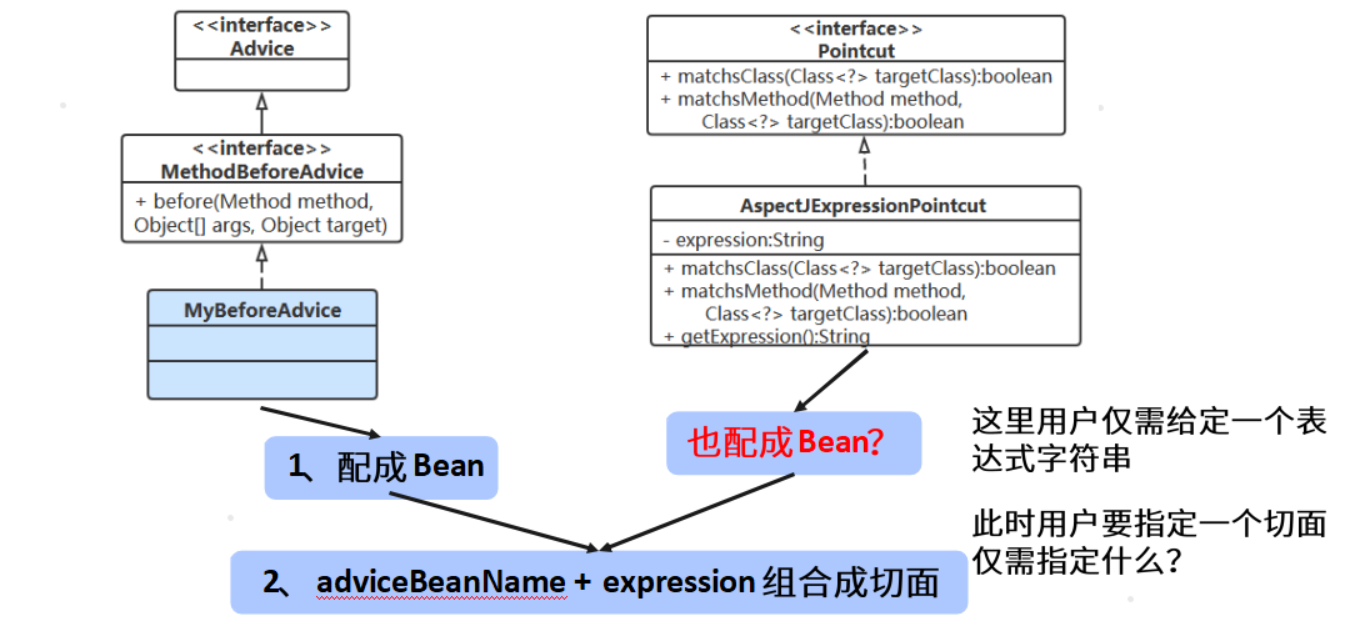 <<interface>>
Advice
<<interface>>
MethodBeforeAdvice
+ before(Method method,
Object[] args, Object target)
MyBeforeAdvice
<<interface>>
Pointcut
+ matchsClass(Class<?> targetClass):boolean
+ matchsMethod(Method method,
Class<?> targetClass):boolean
AspectJExpressionPointcut
- expression:String
+ matchsClass(Class<?> targetClass):boolean
+ matchsMethod(Method method,
Class<?> targetClass):boolean
+ getExpression():String
1、 配成 Bean
也配成 Bean？
这里用户仅需给定一个表
达式字符串
此时用户要指定一个切面
仅需指定什么？
2、 adviceBeanName + expression 组合成切面